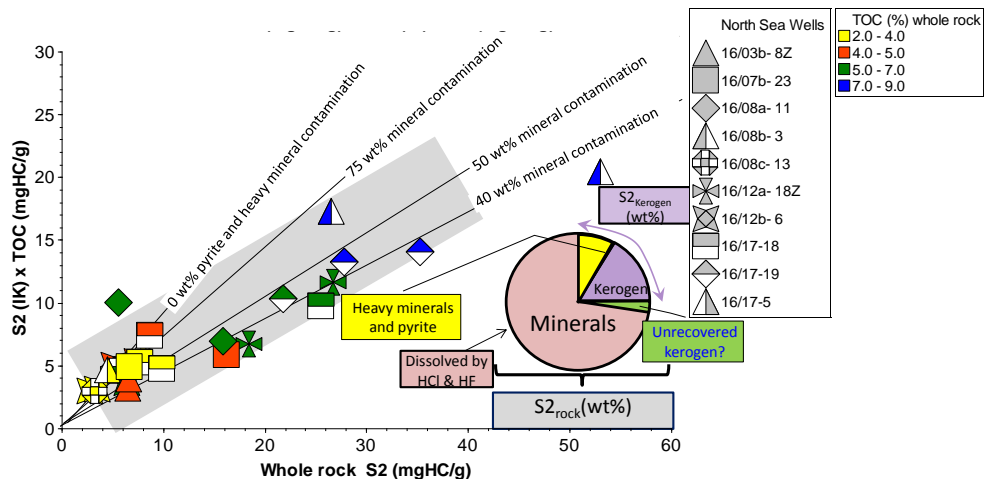 North Sea Wells
16/03b- 8Z
16/07b- 23
16/08a- 11
16/08b- 3
16/08c- 13
16/12a- 18Z
16/12b- 6
16/17-18
16/17-19
16/17-5
TOC (%) whole rock
2.0 - 4.0
4.0 - 5.0
5.0 - 7.0
7.0 - 9.0
S2 (IK) x TOC (mgHC/g)
30
25
20
15
10
5
0
0 wt% pyrite and heavy mineral contamination
75 wt% mineral contamination
50 wt% mineral contamination
40 wt% mineral contamination
S2Kerogen
(wt%)
Heavy minerals
and pyrite
Kerogen
Minerals
Unrecovered
kerogen?
Dissolved by
HCl & HF
S2rock(wt%)
0
10
20
30
40
50
60
Whole rock S2 (mgHC/g)